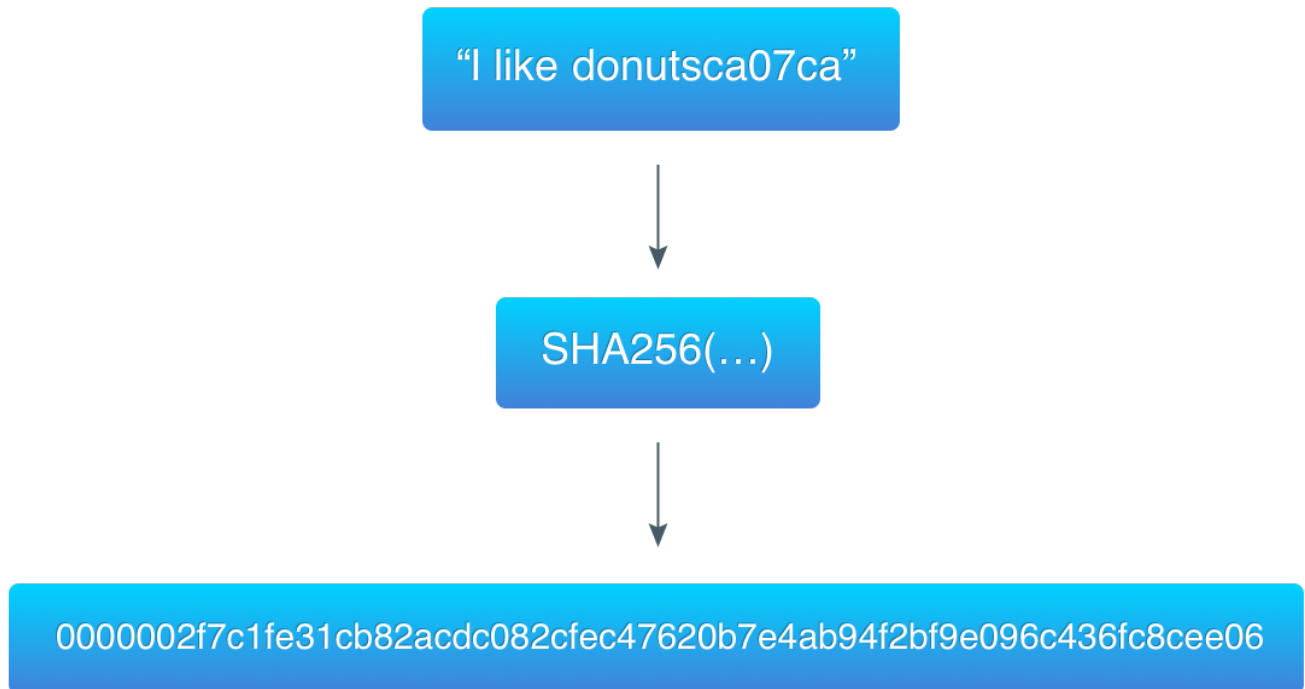 “I like donutsca07ca”
SHA256(…)
0000002f7c1fe31cb82acdc082cfec47620b7e4ab94f2bf9e096c436fc8cee06